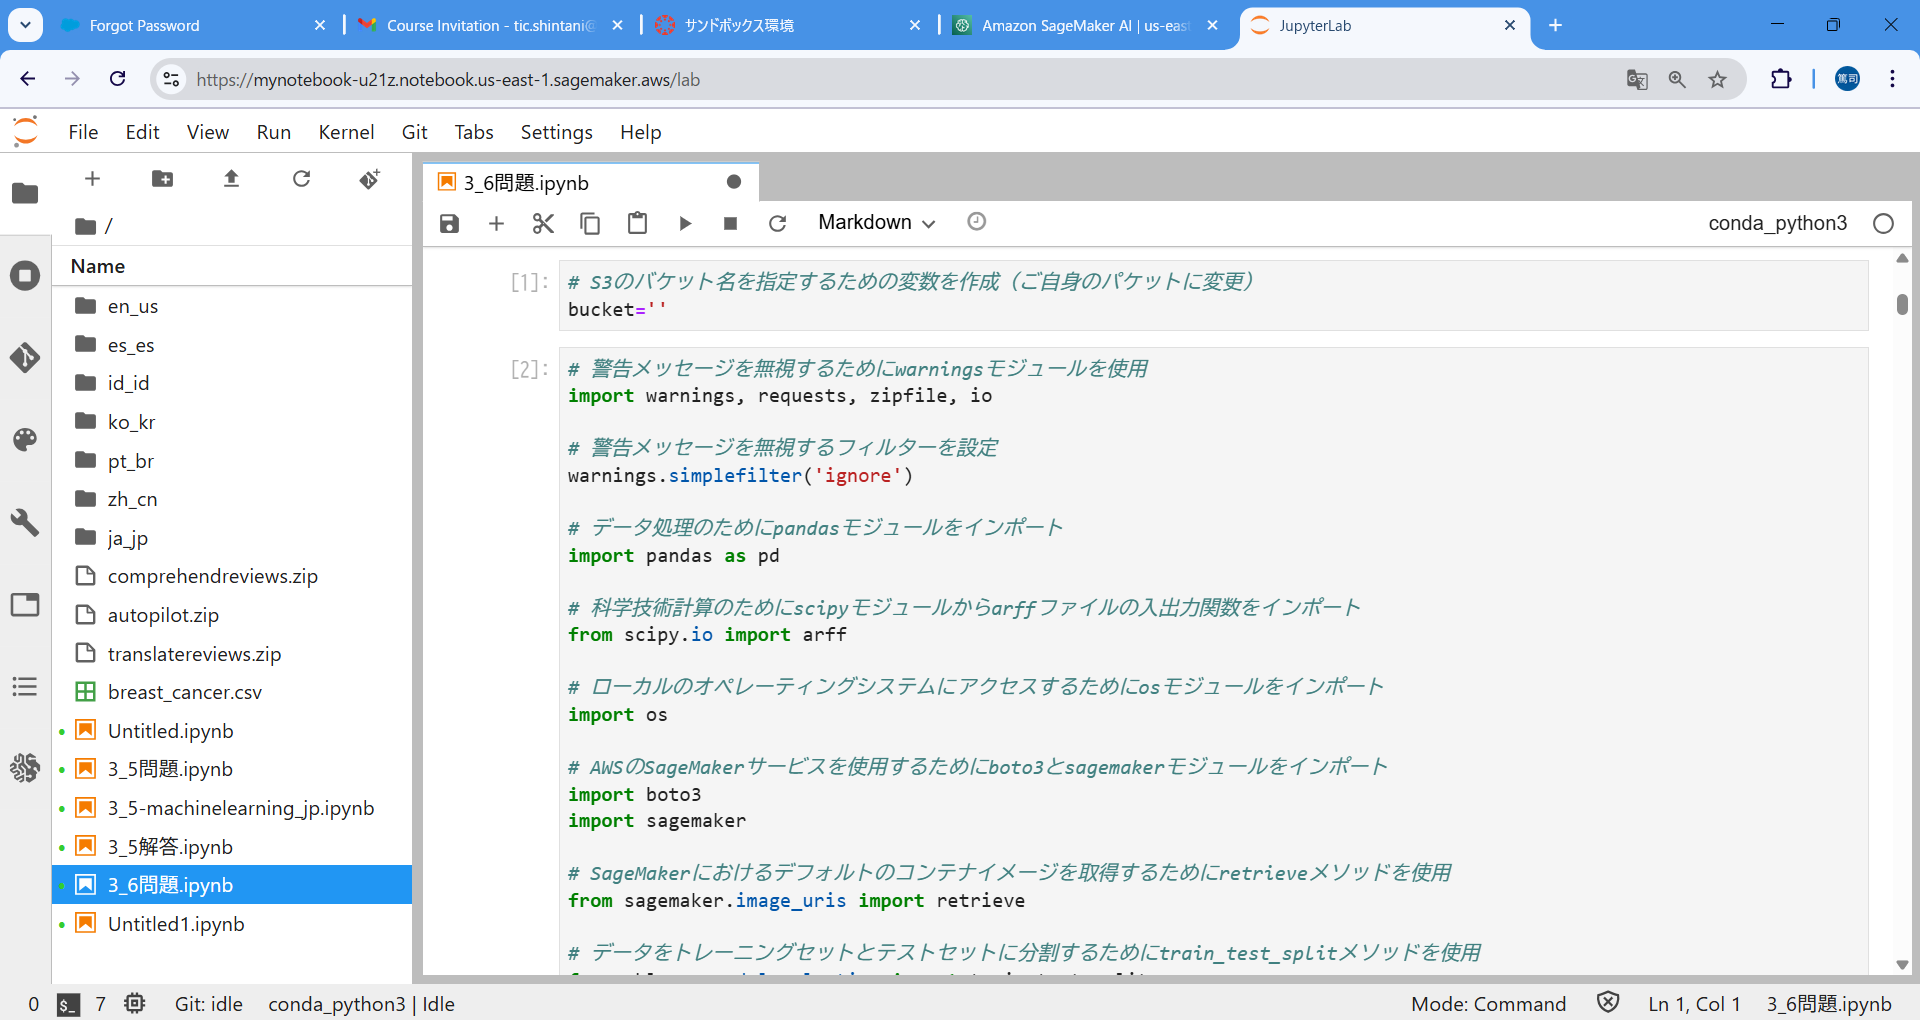 Forgot Password
Course Invitation - tic.shintani@
サンドボックス環境
Amazon SageMaker AI | us-east
JupyterLab
https://mynotebook-u21z.notebook.us-east-1.sagemaker.aws/lab
篤司
File Edit View Run Kernel Git Tabs Settings Help
3_6問題.ipynb
/
Markdown
conda_python3
Name
en_us
es_es
id_id
ko_kr
pt_br
zh_cn
ja_jp
comprehendreviews.zip
autopilot.zip
translatereviews.zip
breast_cancer.csv
Untitled.ipynb
3_5問題.ipynb
3_5-machinelearning_jp.ipynb
3_5解答.ipynb
3_6問題.ipynb
Untitled1.ipynb
[1]:
# S3のバケット名を指定するための変数を作成（ご自身のパケットに変更）
bucket=''
[2]:
# 警告メッセージを無視するためにwarningsモジュールを使用
import warnings, requests, zipfile, io
# 警告メッセージを無視するフィルターを設定
warnings.simplefilter('ignore')
# データ処理のためにpandasモジュールをインポート
import pandas as pd
# 科学技術計算のためにscipyモジュールからarffファイルの入出力関数をインポート
from scipy.io import arff
# ローカルのオペレーティングシステムにアクセスするためにosモジュールをインポート
import os
# AWSのSageMakerサービスを使用するためにboto3とsagemakerモジュールをインポート
import boto3
import sagemaker
# SageMakerにおけるデフォルトのコンテナイメージを取得するためにretrieveメソッドを使用
from sagemaker.image_uris import retrieve
# データをトレーニングセットとテストセットに分割するためにtrain_test_splitメソッドを使用
0 $_ 7 Git: idle conda_python3 | Idle
Mode: Command Ln 1, Col 1 3_6問題.ipynb